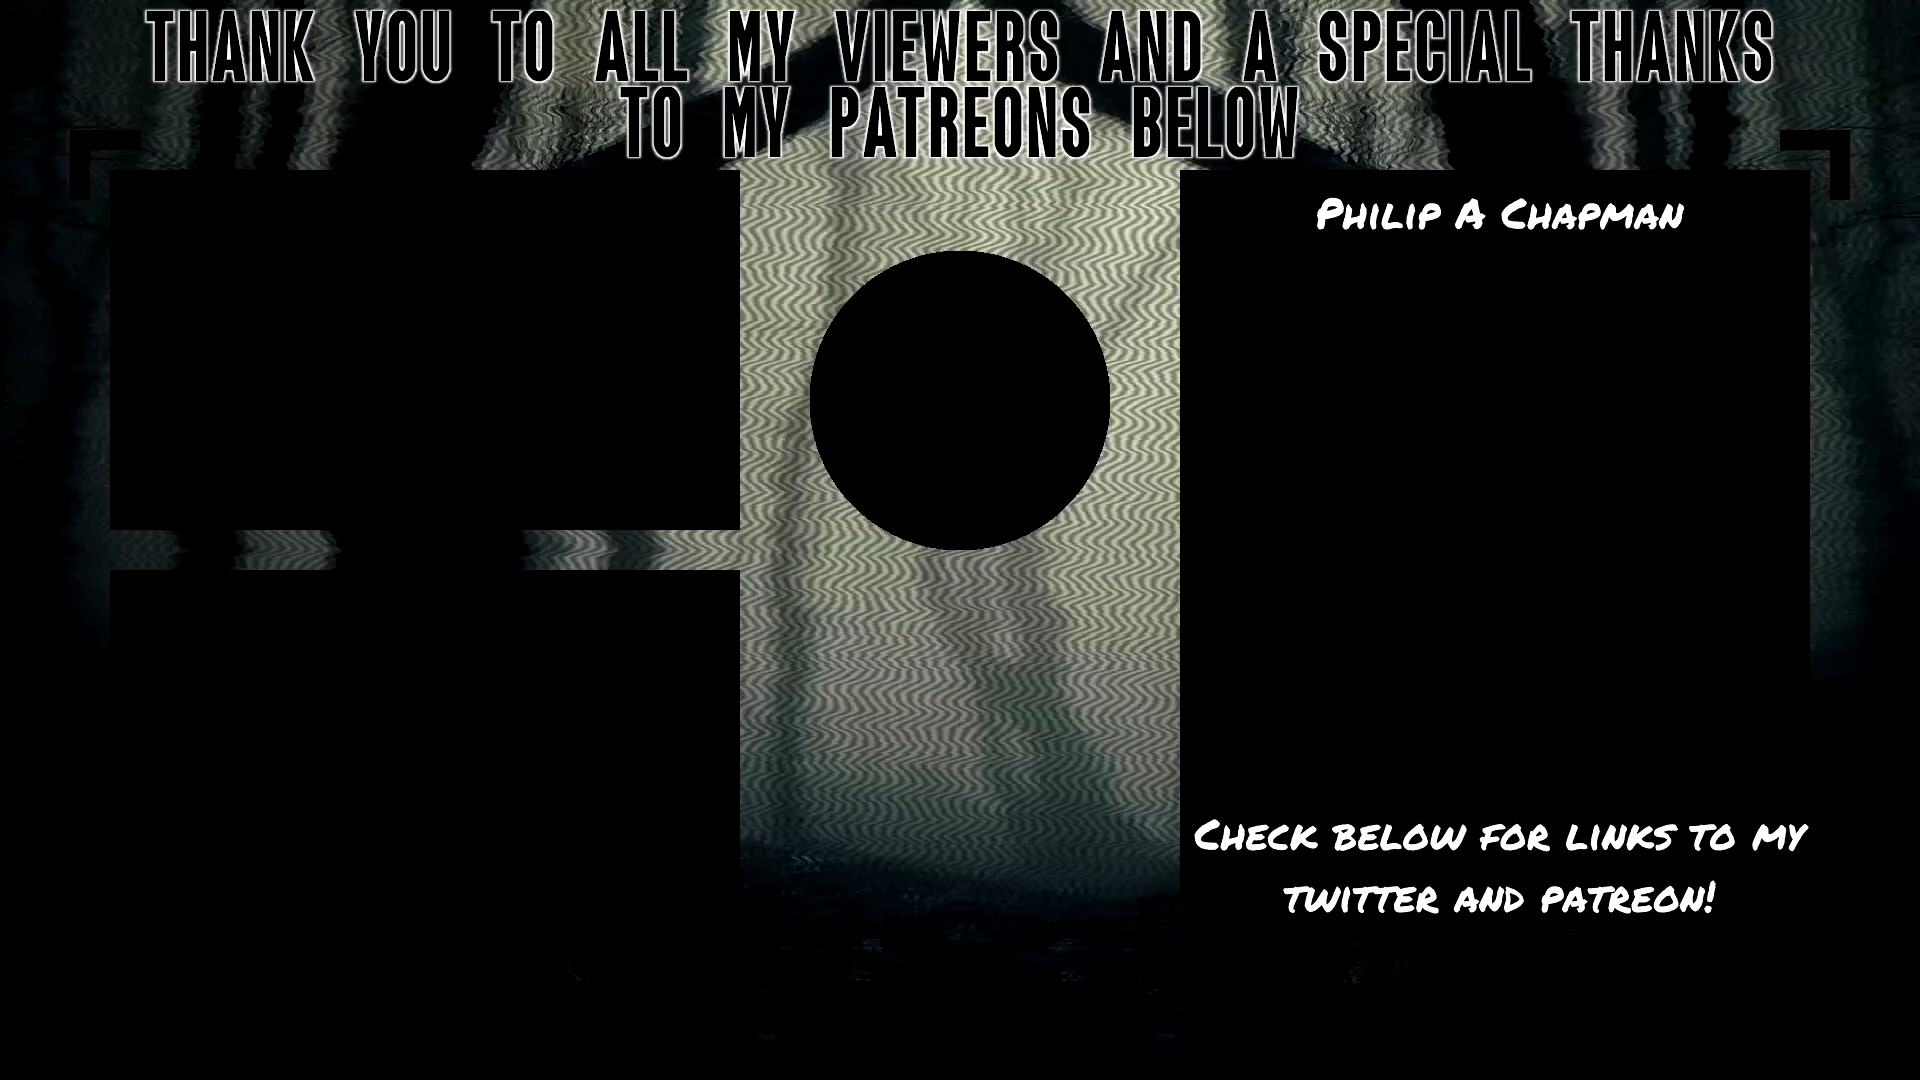 THANK YOU TO ALL MY VIEWERS AND A SPECIAL THANKS
TO MY PATREONS BELOW
Philip A Chapman
Check below for links to my
twitter and patreon!